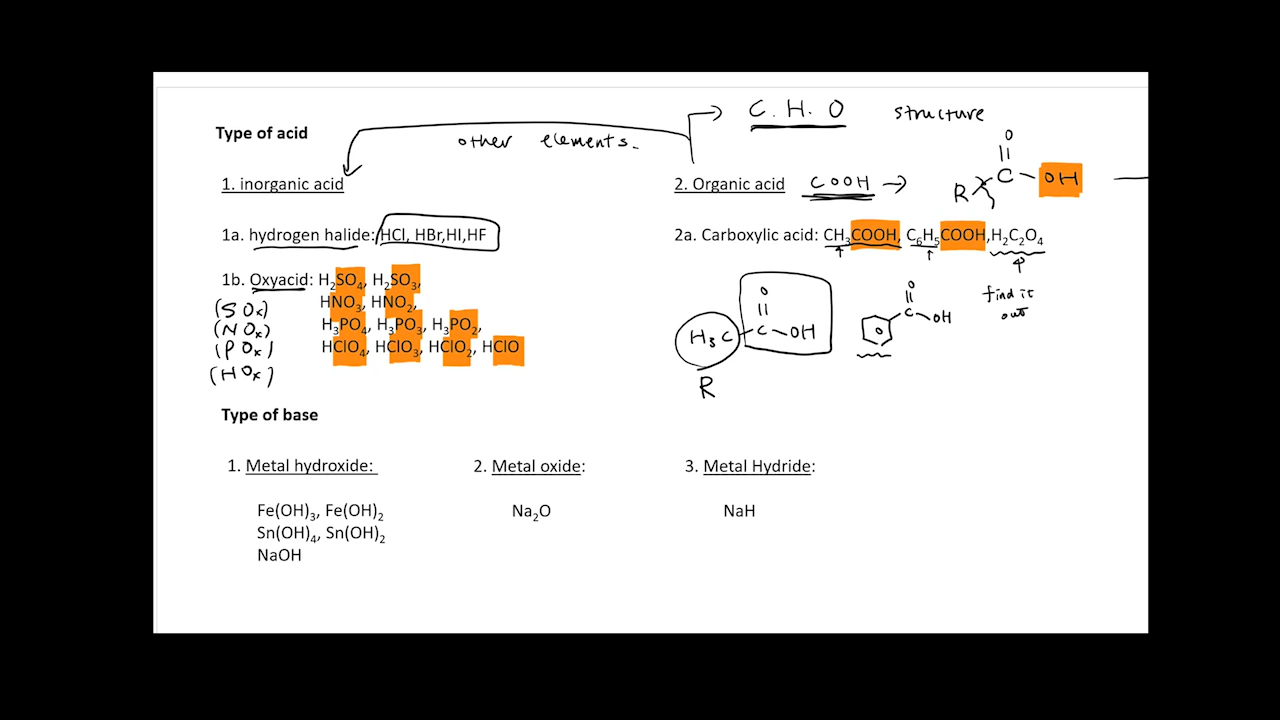 C. H. O structure
Type of acid
other elements.
O
1. inorganic acid
2. Organic acid COOH → C OH
R
1a. hydrogen halide: HCl, HBr,HI,HF
2a. Carboxylic acid: CH₃COOH, C₆H₅COOH,H₂C₂O₄
1b. Oxyacid: H₂SO₄, H₂SO₃,
(SOx) HNO₃, HNO₂,
(NOx) H₃PO₄, H₃PO₃, H₃PO₂,
(POx) HClO₄, HClO₃, HClO₂, HClO
(HOx)
O
H₃C C OH
R
O
C OH
find it
out
Type of base
1. Metal hydroxide:
2. Metal oxide:
3. Metal Hydride:
Fe(OH)₃, Fe(OH)₂
Sn(OH)₄, Sn(OH)₂
NaOH
Na₂O
NaH